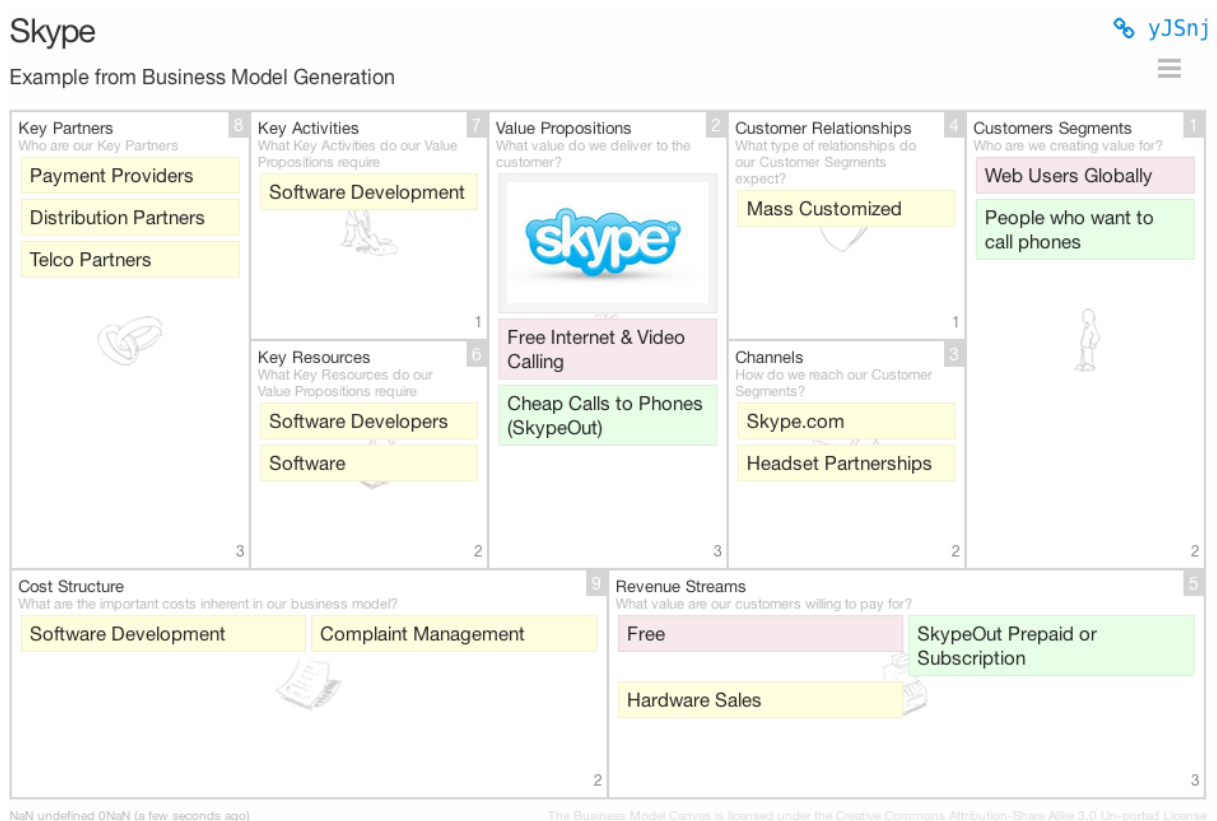 Skype
yJSnj
Example from Business Model Generation
Key Partners
8
Who are our Key Partners
Payment Providers
Distribution Partners
Telco Partners
3
Key Activities
7
What Key Activities do our Value
Propositions require
Software Development
1
Key Resources
6
What Key Resources do our
Value Propositions require
Software Developers
Software
2
Value Propositions
2
What value do we deliver to the
customer?
skype™
Free Internet & Video
Calling
Cheap Calls to Phones
(SkypeOut)
3
Customer Relationships
4
What type of relationships do
our Customer Segments
expect?
Mass Customized
1
Channels
3
How do we reach our Customer
Segments?
Skype.com
Headset Partnerships
2
Customers Segments
1
Who are we creating value for?
Web Users Globally
People who want to
call phones
2
Cost Structure
9
What are the important costs inherent in our business model?
Software Development
Complaint Management
2
Revenue Streams
5
What value are our customers willing to pay for?
Free
SkypeOut Prepaid or
Subscription
Hardware Sales
3
NaN undefined 0NaN (a few seconds ago)
The Business Model Canvas is licensed under the Creative Commons Attribution-Share Alike 3.0 Un-ported License